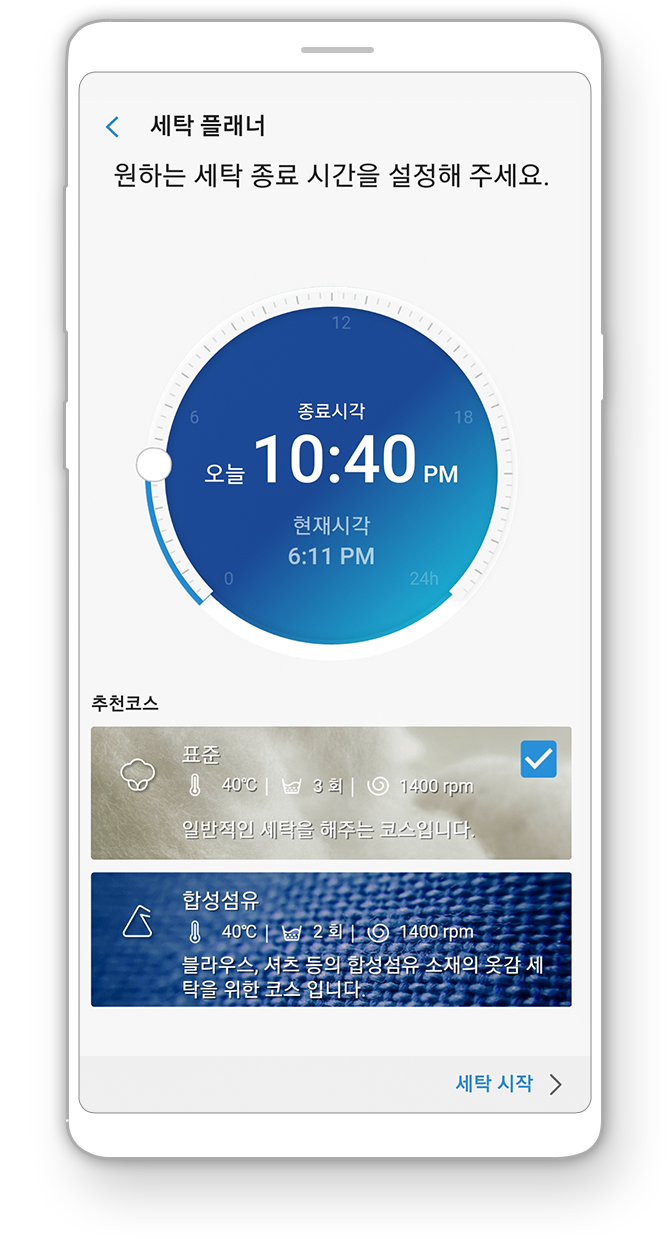 세탁 플래너
원하는 세탁 종료 시간을 설정해 주세요.
12
6
18
종료시각
오늘 10:40 PM
현재시각
6:11 PM
0
24h
추천코스
표준
40℃ | 3 회 | 1400 rpm
일반적인 세탁을 해주는 코스입니다.
합성섬유
40℃ | 2 회 | 1400 rpm
블라우스, 셔츠 등의 합성섬유 소재의 옷감 세
탁을 위한 코스 입니다.
세탁 시작